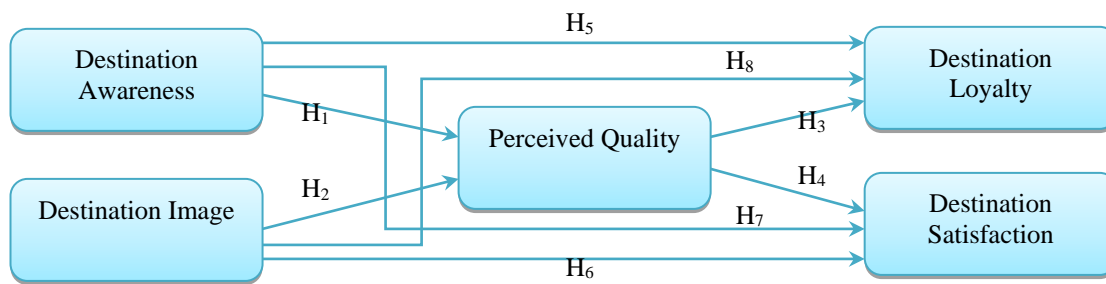 H₅
Destination
Awareness
H₈
Destination
Loyalty
H₁
Perceived Quality
H₃
H₂
H₄
Destination Image
H₇
Destination
Satisfaction
H₆